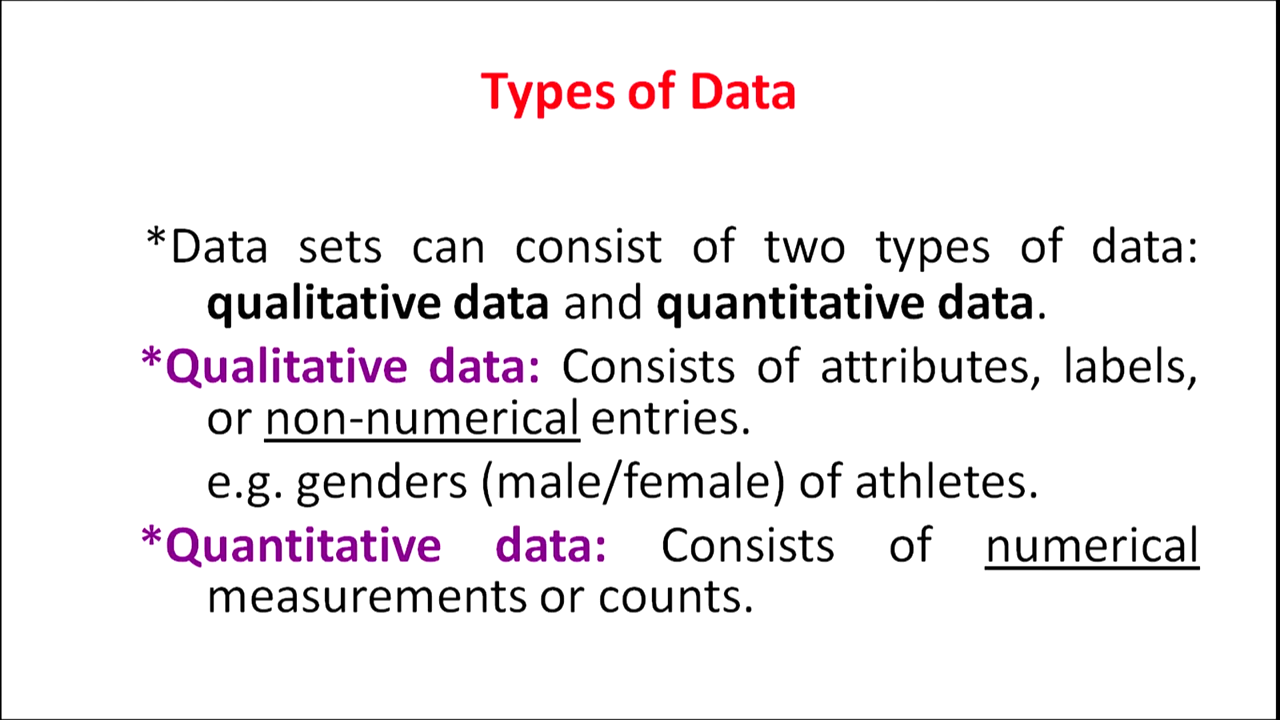 Types of Data
*Data sets can consist of two types of data:
qualitative data and quantitative data.
*Qualitative data: Consists of attributes, labels,
or non-numerical entries.
e.g. genders (male/female) of athletes.
*Quantitative data: Consists of numerical
measurements or counts.